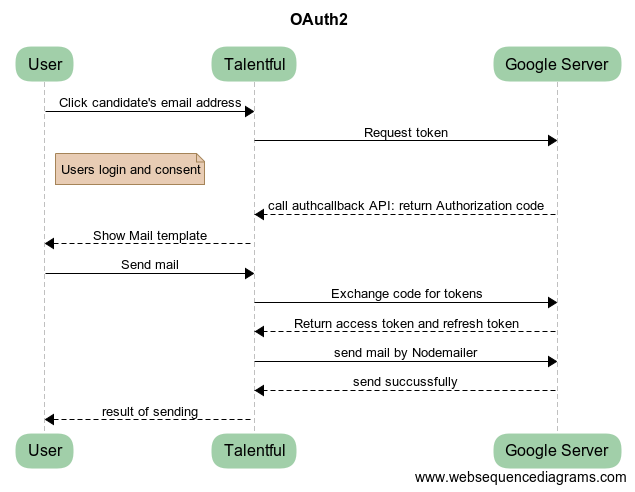 OAuth2
User
Talentful
Google Server
Click candidate's email address
Request token
Users login and consent
call authcallback API: return Authorization code
Show Mail template
Send mail
Exchange code for tokens
Return access token and refresh token
send mail by Nodemailer
send succussfully
result of sending
User
Talentful
Google Server
www.websequencediagrams.com